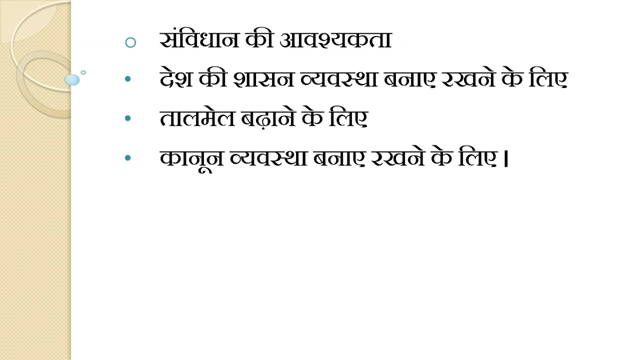 संविधान की आवश्यकता
देश की शासन व्यवस्था बनाए रखने के लिए
तालमेल बढ़ाने के लिए
कानून व्यवस्था बनाए रखने के लिए।